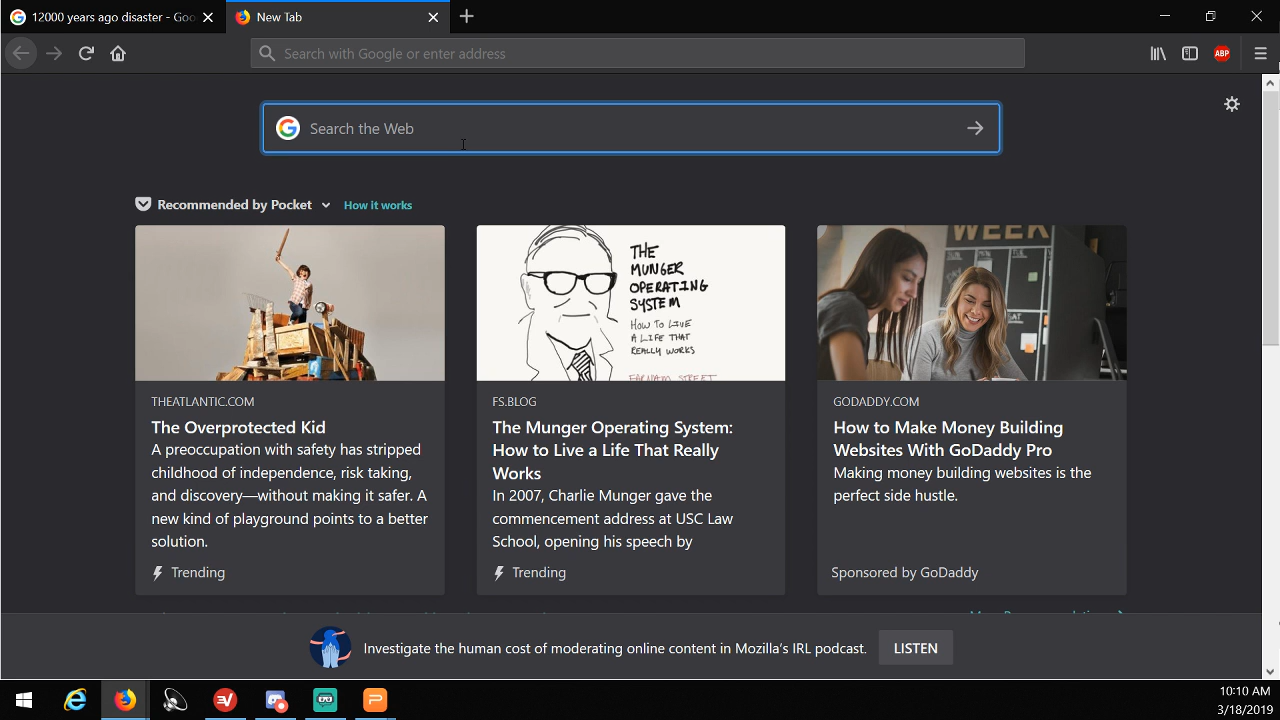 12000 years ago disaster - Goo
New Tab
Search with Google or enter address
ABP
Search the Web
Recommended by Pocket
How it works
THE
MUNGER
OPERATING
SYSTEM
HOW TO LIVE
A LIFE THAT
REALLY WORKS
FARNAM STREET
WEEK
THEATLANTIC.COM
The Overprotected Kid
A preoccupation with safety has stripped
childhood of independence, risk taking,
and discovery—without making it safer. A
new kind of playground points to a better
solution.
Trending
FS.BLOG
The Munger Operating System:
How to Live a Life That Really
Works
In 2007, Charlie Munger gave the
commencement address at USC Law
School, opening his speech by
Trending
GODADDY.COM
How to Make Money Building
Websites With GoDaddy Pro
Making money building websites is the
perfect side hustle.
Sponsored by GoDaddy
Investigate the human cost of moderating online content in Mozilla's IRL podcast.
LISTEN
10:10 AM
3/18/2019